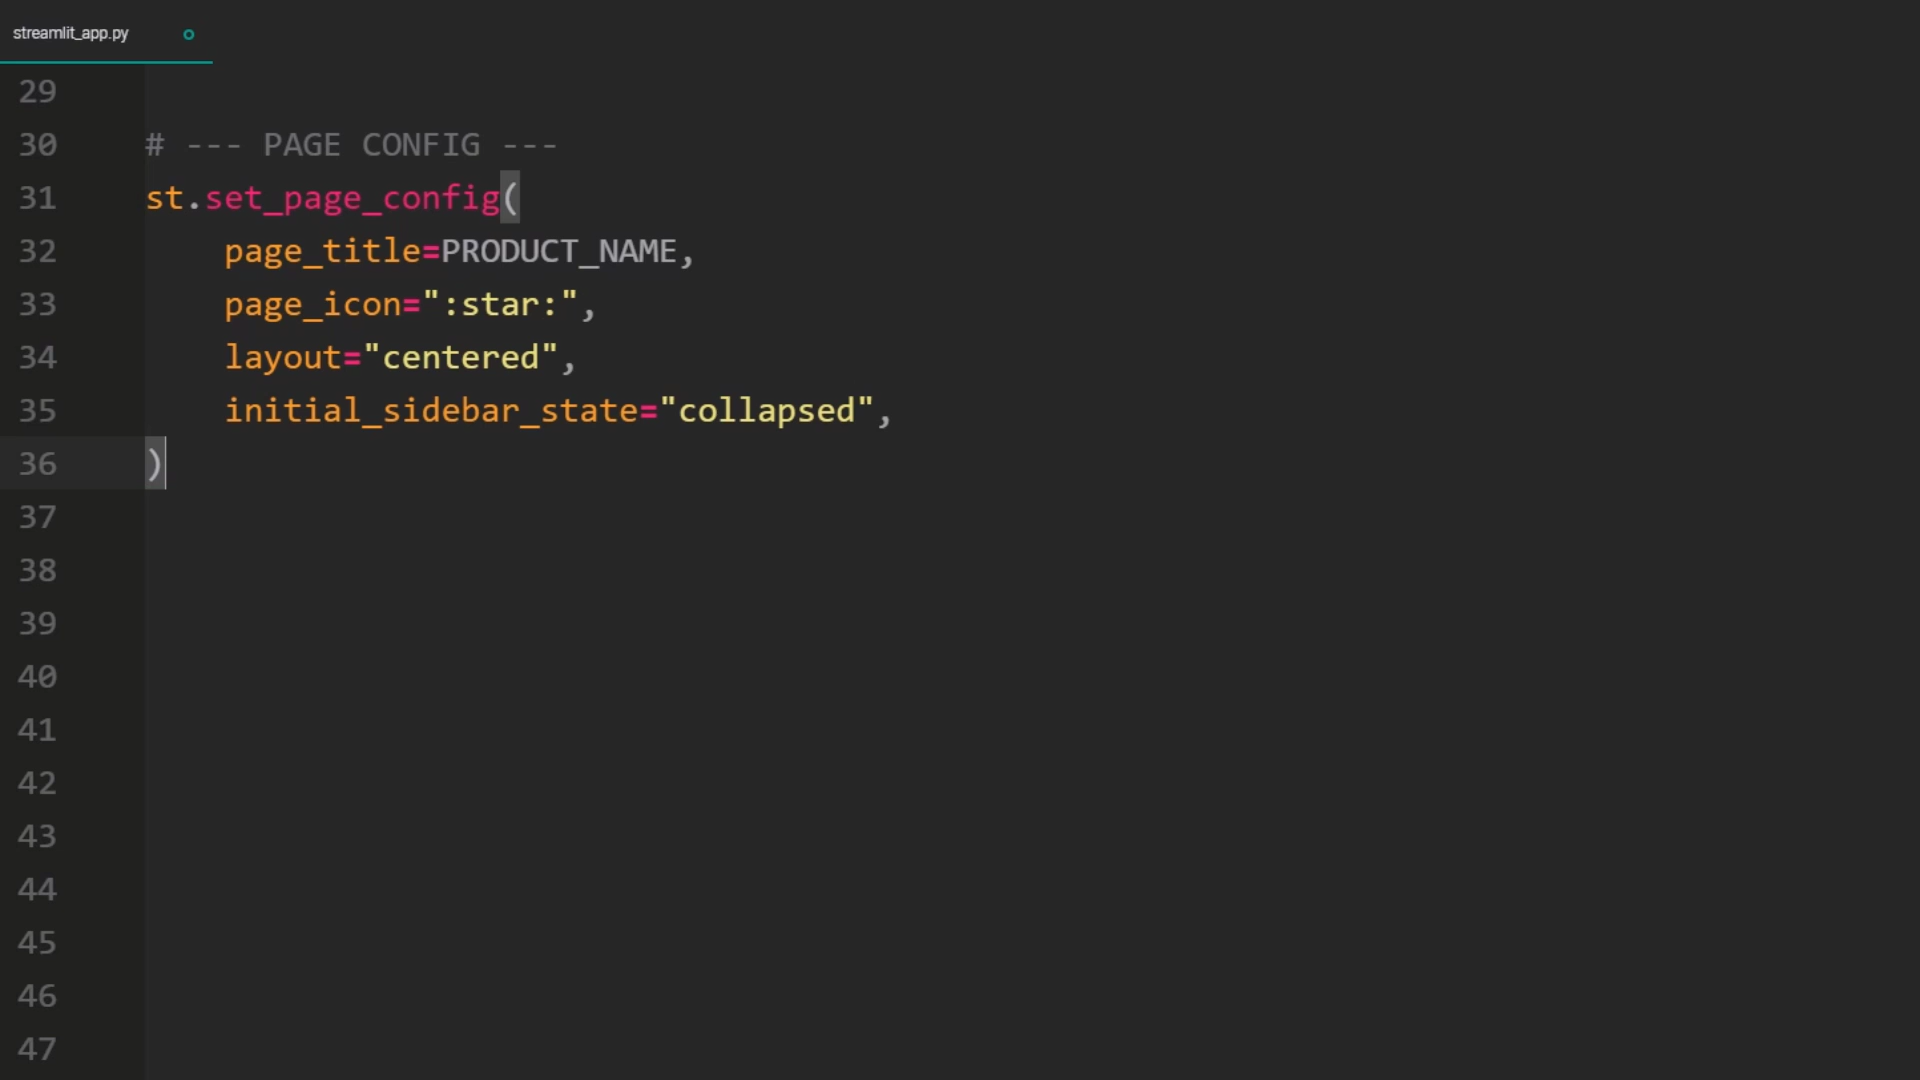 streamlit_app.py
29
30 # --- PAGE CONFIG ---
31 st.set_page_config(
32     page_title=PRODUCT_NAME,
33     page_icon=":star:",
34     layout="centered",
35     initial_sidebar_state="collapsed",
36 )
37
38
39
40
41
42
43
44
45
46
47